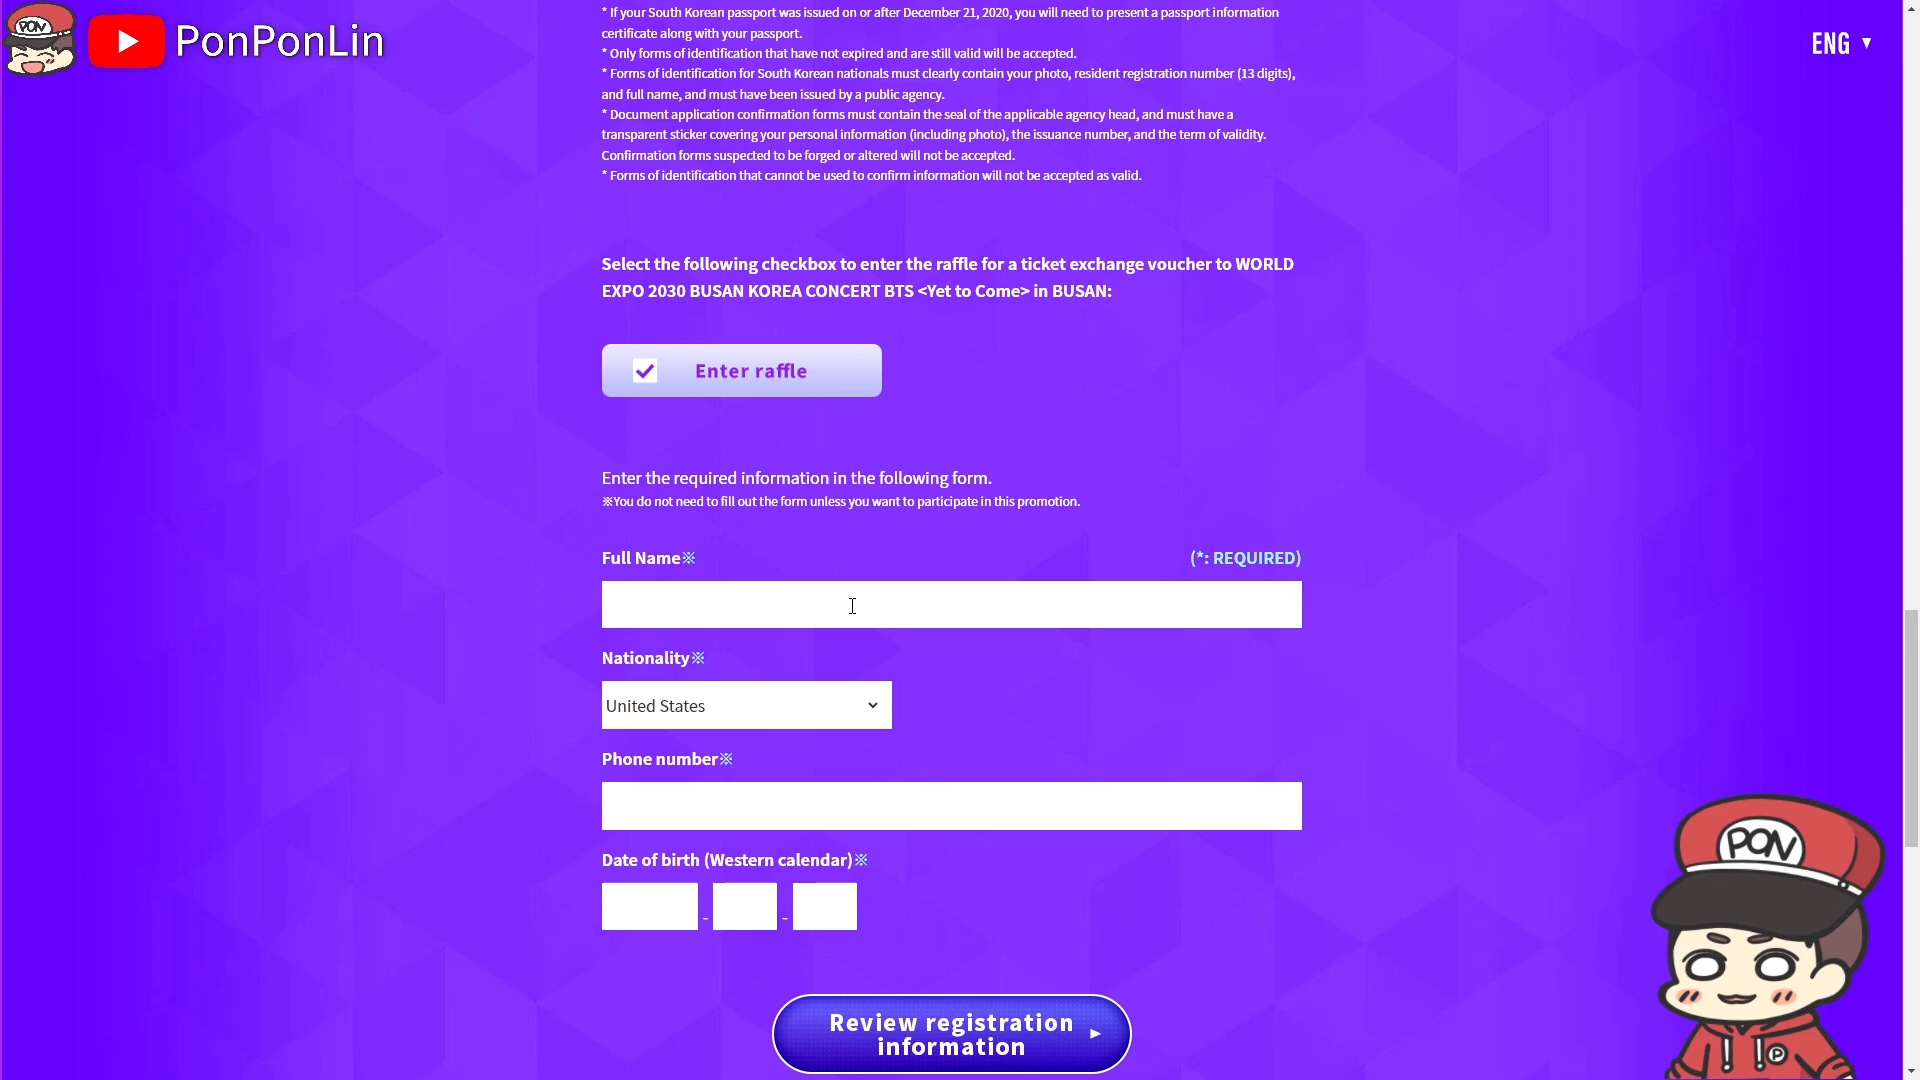 PON
PonPonLin
ENG ▼
* If your South Korean passport was issued on or after December 21, 2020, you will need to present a passport information
certificate along with your passport.
* Only forms of identification that have not expired and are still valid will be accepted.
* Forms of identification for South Korean nationals must clearly contain your photo, resident registration number (13 digits),
and full name, and must have been issued by a public agency.
* Document application confirmation forms must contain the seal of the applicable agency head, and must have a
transparent sticker covering your personal information (including photo), the issuance number, and the term of validity.
Confirmation forms suspected to be forged or altered will not be accepted.
* Forms of identification that cannot be used to confirm information will not be accepted as valid.
Select the following checkbox to enter the raffle for a ticket exchange voucher to WORLD
EXPO 2030 BUSAN KOREA CONCERT BTS <Yet to Come> in BUSAN:
Enter raffle
Enter the required information in the following form.
※You do not need to fill out the form unless you want to participate in this promotion.
Full Name※ (*: REQUIRED)
Nationality※
United States
Phone number※
Date of birth (Western calendar)※
- -
Review registration
information ►
PON
P